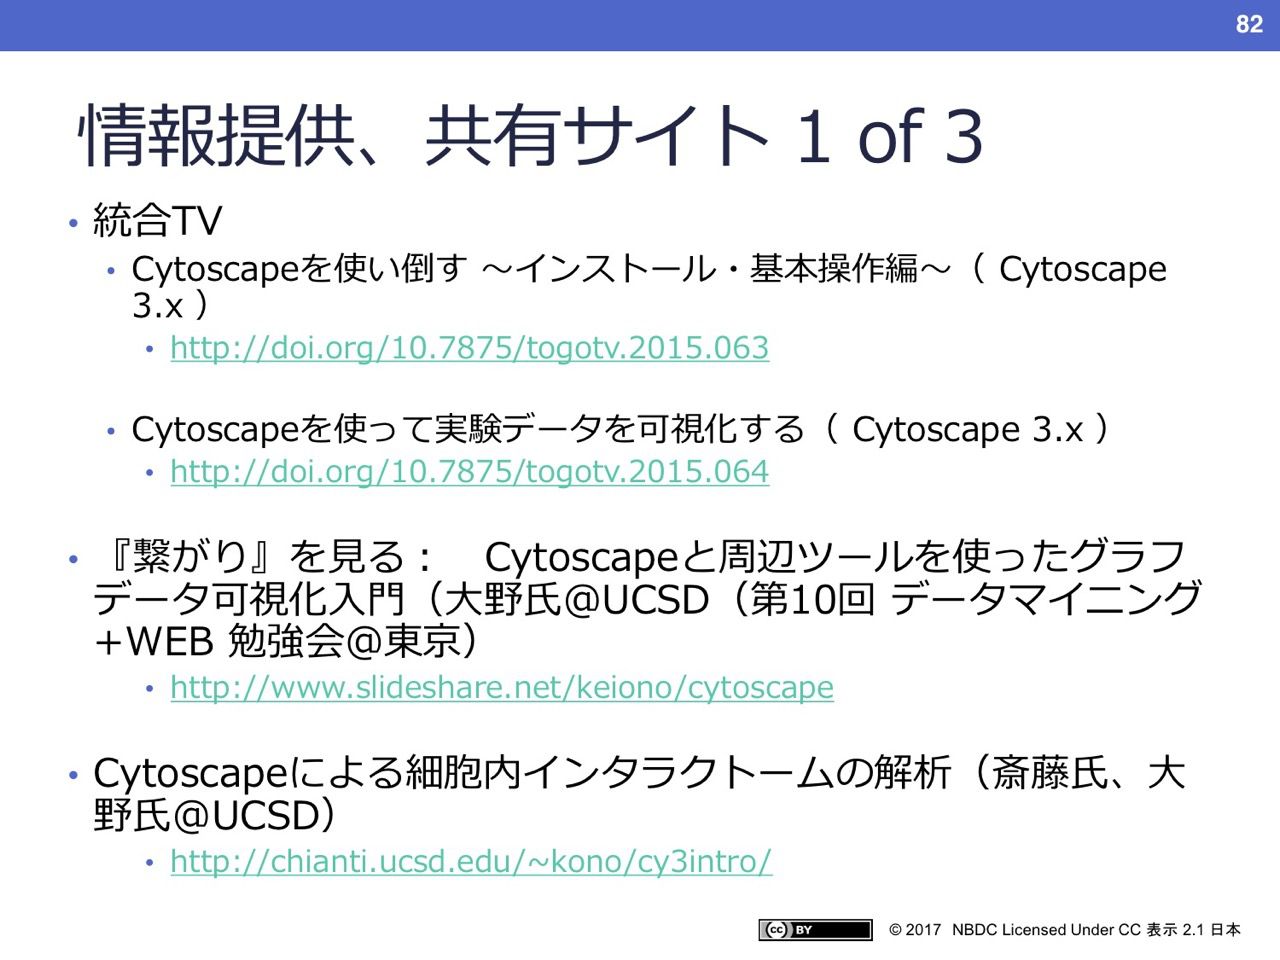 82
情報提供、共有サイト 1 of 3
• 統合TV
• Cytoscapeを使い倒す ～インストール・基本操作編～（ Cytoscape
3.x ）
• http://doi.org/10.7875/togotv.2015.063
• Cytoscapeを使って実験データを可視化する（ Cytoscape 3.x ）
• http://doi.org/10.7875/togotv.2015.064
• 『繋がり』を見る： Cytoscapeと周辺ツールを使ったグラフ
データ可視化入門（大野氏@UCSD（第10回 データマイニング
+WEB 勉強会@東京）
• http://www.slideshare.net/keiono/cytoscape
• Cytoscapeによる細胞内インタラクトームの解析（斎藤氏、大
野氏@UCSD）
• http://chianti.ucsd.edu/~kono/cy3intro/
cc BY © 2017 NBDC Licensed Under CC 表示 2.1 日本